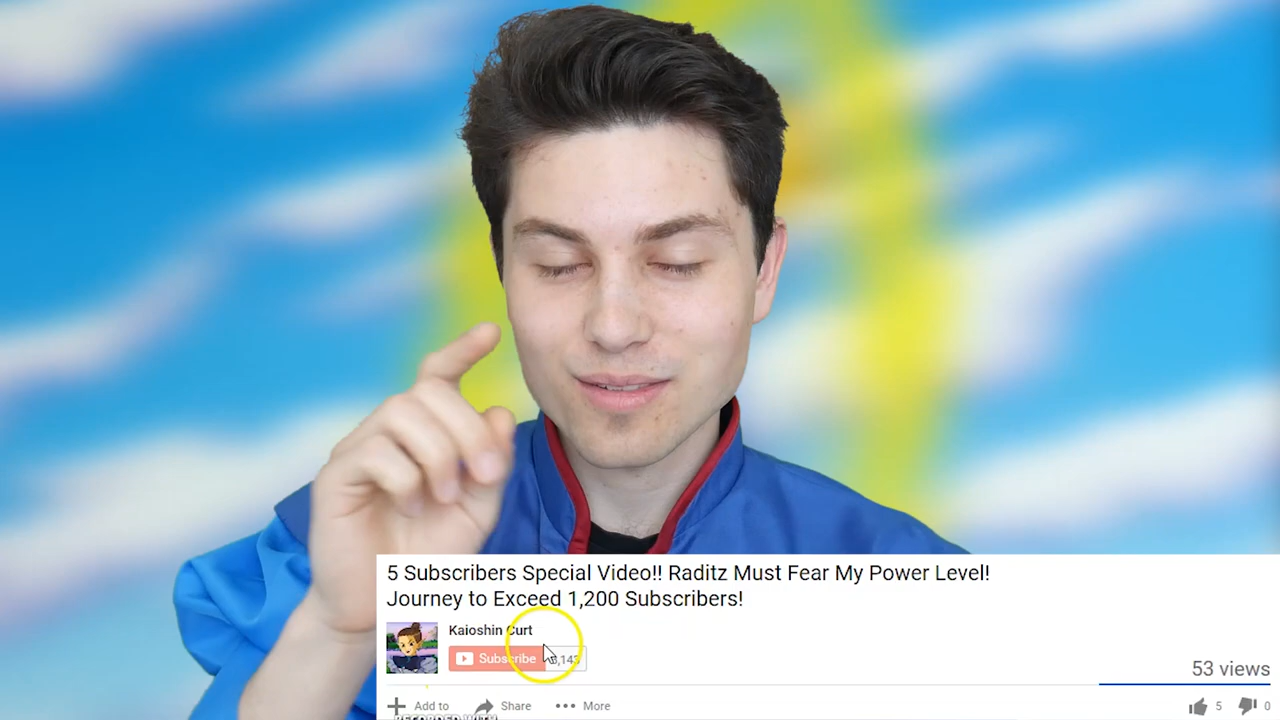 5 Subscribers Special Video!! Raditz Must Fear My Power Level!
Journey to Exceed 1,200 Subscribers!
Kaioshin Curt
Subscribe
53 views
Add to
Share
More
5
0